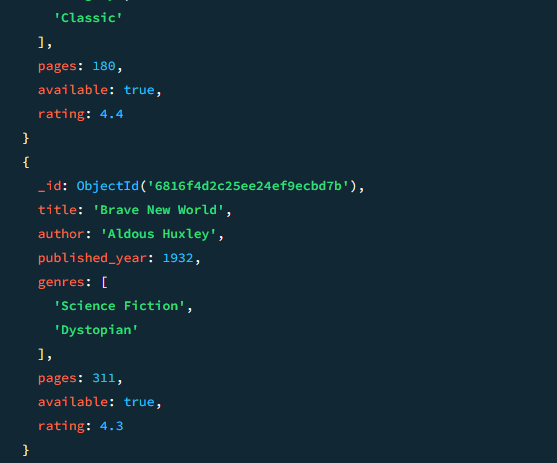 'Classic'
],
pages: 180,
available: true,
rating: 4.4
}
{
_id: ObjectId('6816f4d2c25ee24ef9ecbd7b'),
title: 'Brave New World',
author: 'Aldous Huxley',
published_year: 1932,
genres: [
'Science Fiction',
'Dystopian'
],
pages: 311,
available: true,
rating: 4.3
}